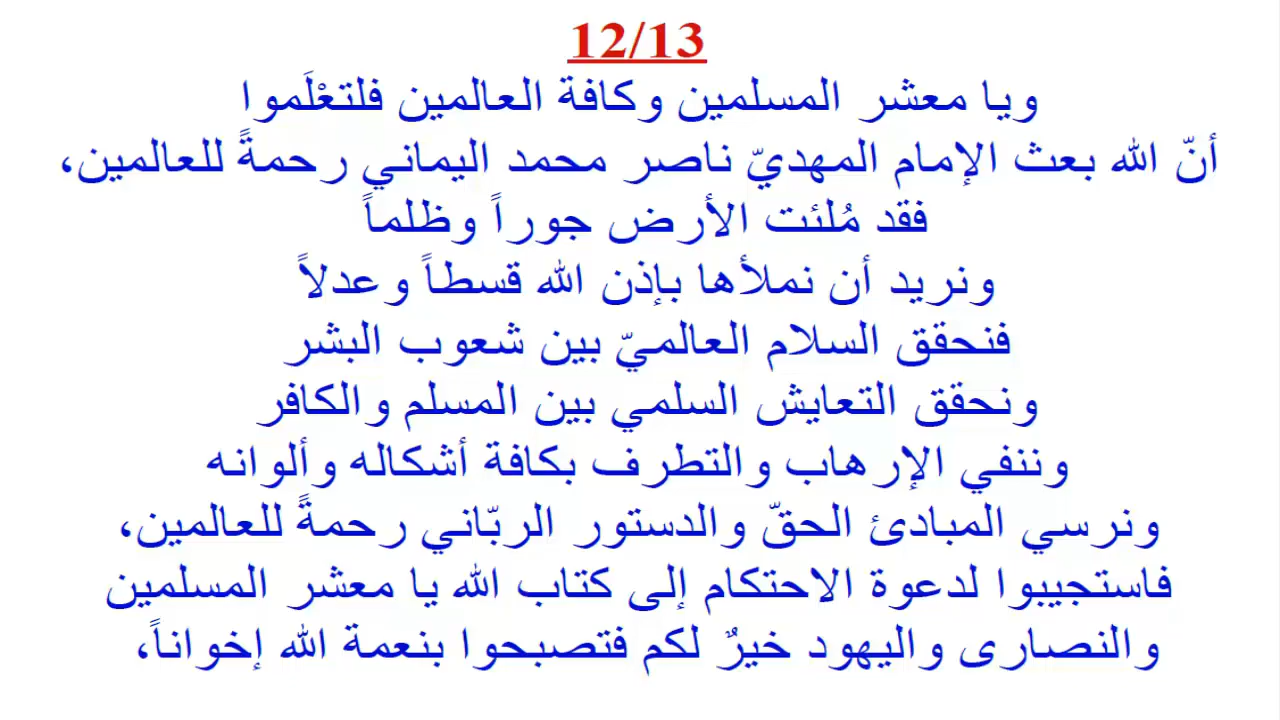 12/13
ويا معشر المسلمين وكافة العالمين فلتعْلَموا
أنّ الله بعث الإمام المهديّ ناصر محمد اليماني رحمةً للعالمين،
فقد مُلئت الأرض جوراً وظلماً
ونريد أن نملأها بإذن الله قسطاً وعدلاً
فنحقق السلام العالميّ بين شعوب البشر
ونحقق التعايش السلمي بين المسلم والكافر
وننفي الإرهاب والتطرف بكافة أشكاله وألوانه
ونرسي المبادئ الحقّ والدستور الربّاني رحمةً للعالمين،
فاستجيبوا لدعوة الاحتكام إلى كتاب الله يا معشر المسلمين
والنصارى واليهود خيرٌ لكم فتصبحوا بنعمة الله إخواناً،